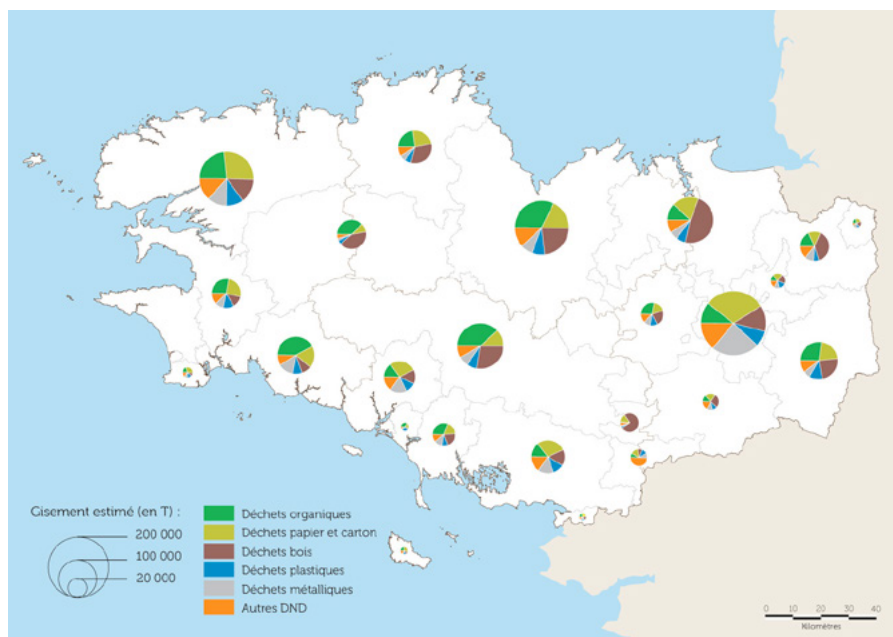 Gisement estimé (en T) :
200 000
100 000
20 000
Déchets organiques
Déchets papier et carton
Déchets bois
Déchets plastiques
Déchets métalliques
Autres DND
0 10 20 30 40
Kilomètres